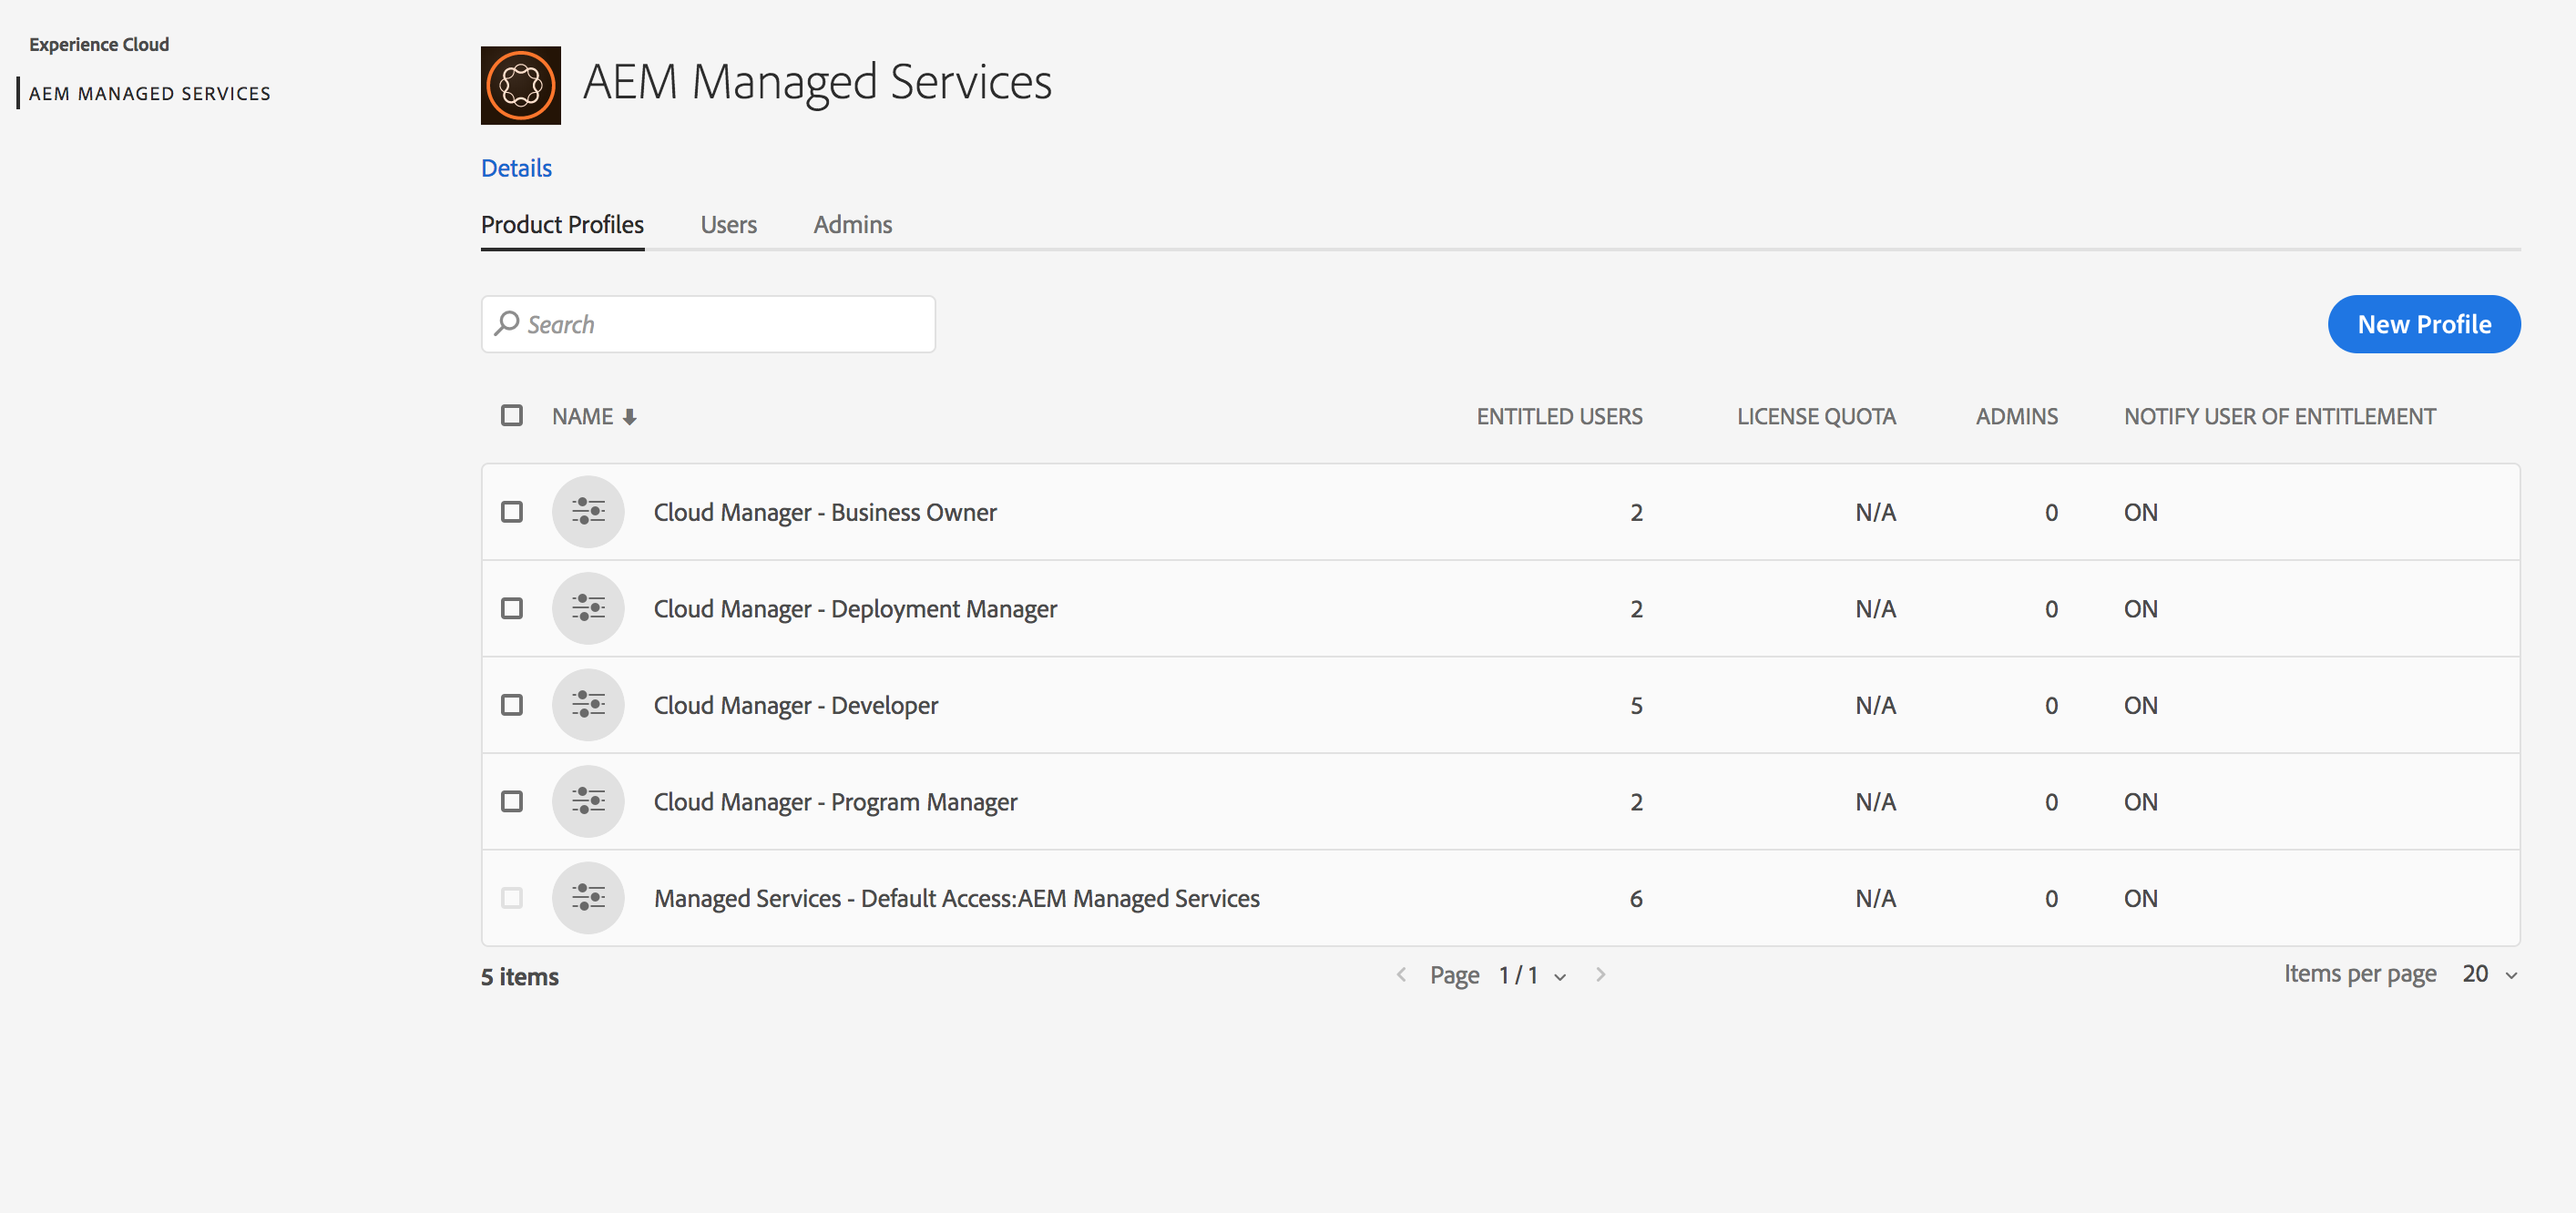 Experience Cloud
AEM MANAGED SERVICES
AEM Managed Services
Details
Product Profiles Users Admins
Search New Profile
NAME ENTITLED USERS LICENSE QUOTA ADMINS NOTIFY USER OF ENTITLEMENT
Cloud Manager - Business Owner 2 N/A 0 ON
Cloud Manager - Deployment Manager 2 N/A 0 ON
Cloud Manager - Developer 5 N/A 0 ON
Cloud Manager - Program Manager 2 N/A 0 ON
Managed Services - Default Access:AEM Managed Services 6 N/A 0 ON
5 items Page 1 / 1 Items per page 20